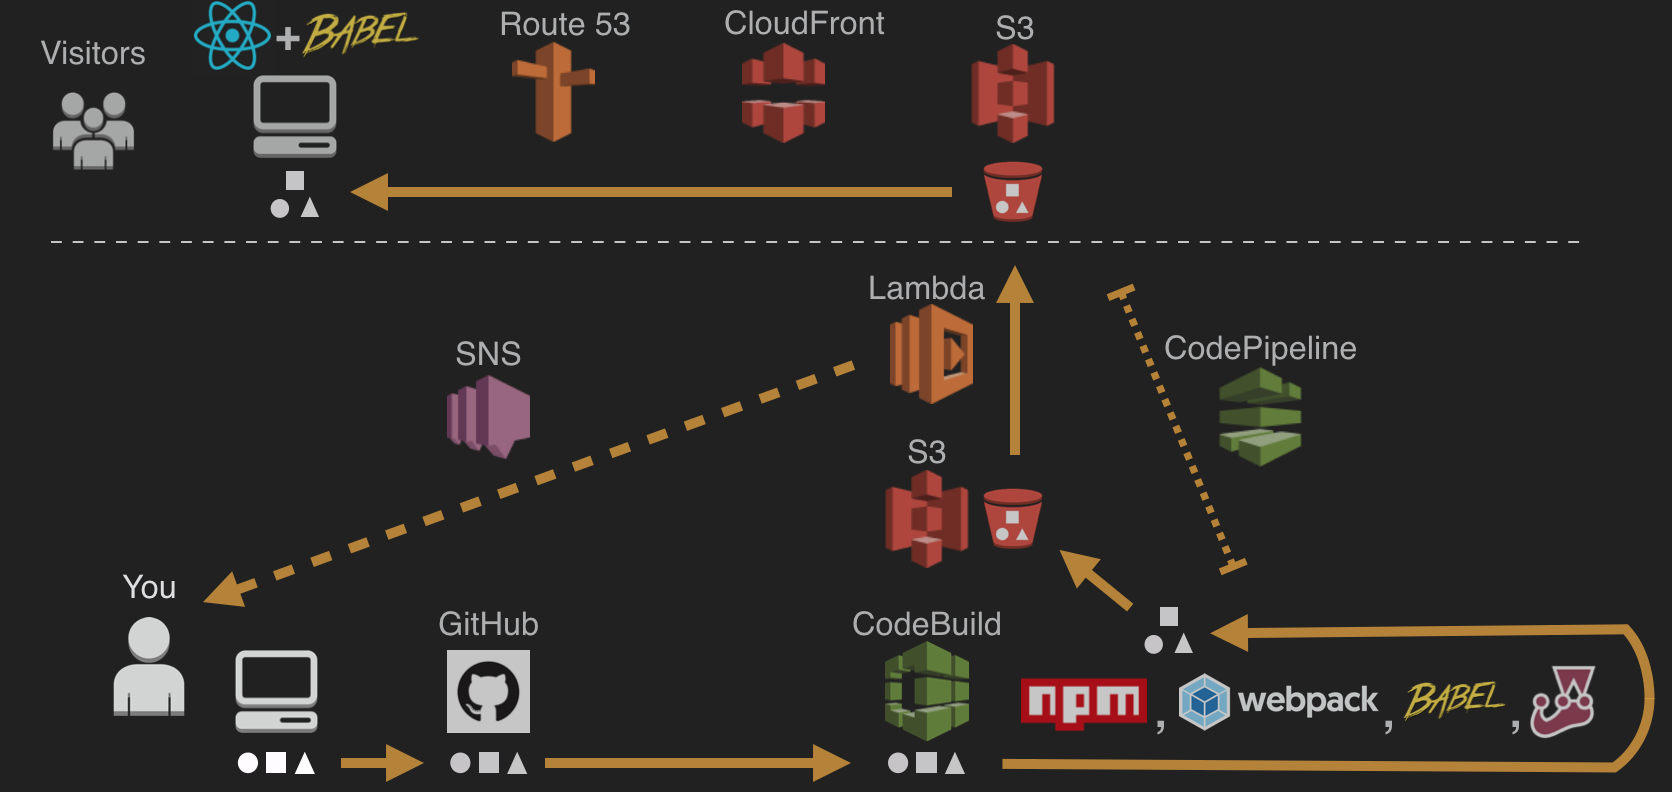 Visitors
+ BABEL
Route 53
CloudFront
S3
Lambda
SNS
CodePipeline
S3
You
GitHub
CodeBuild
npm , webpack , BABEL ,